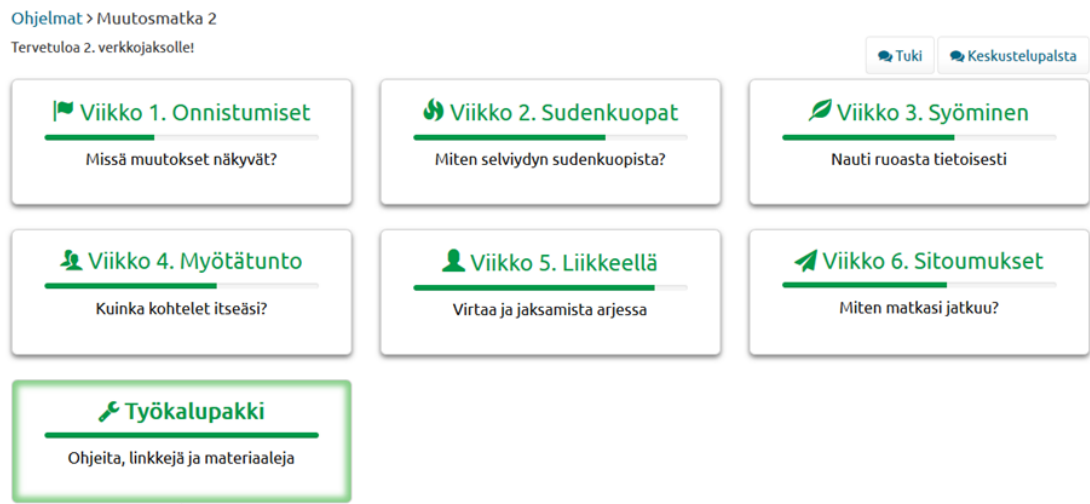 Ohjelmat > Muutosmatka 2
Tervetuloa 2. verkkojaksolle!
Tuki
Keskustelupalsta
Viikko 1. Onnistumiset
Missä muutokset näkyvät?
Viikko 2. Sudenkuopat
Miten selviydyn sudenkuopista?
Viikko 3. Syöminen
Nauti ruoasta tietoisesti
Viikko 4. Myötätunto
Kuinka kohtelet itseäsi?
Viikko 5. Liikkeellä
Virtaa ja jaksamista arjessa
Viikko 6. Sitoumukset
Miten matkasi jatkuu?
Työkalupakki
Ohjeita, linkkejä ja materiaaleja